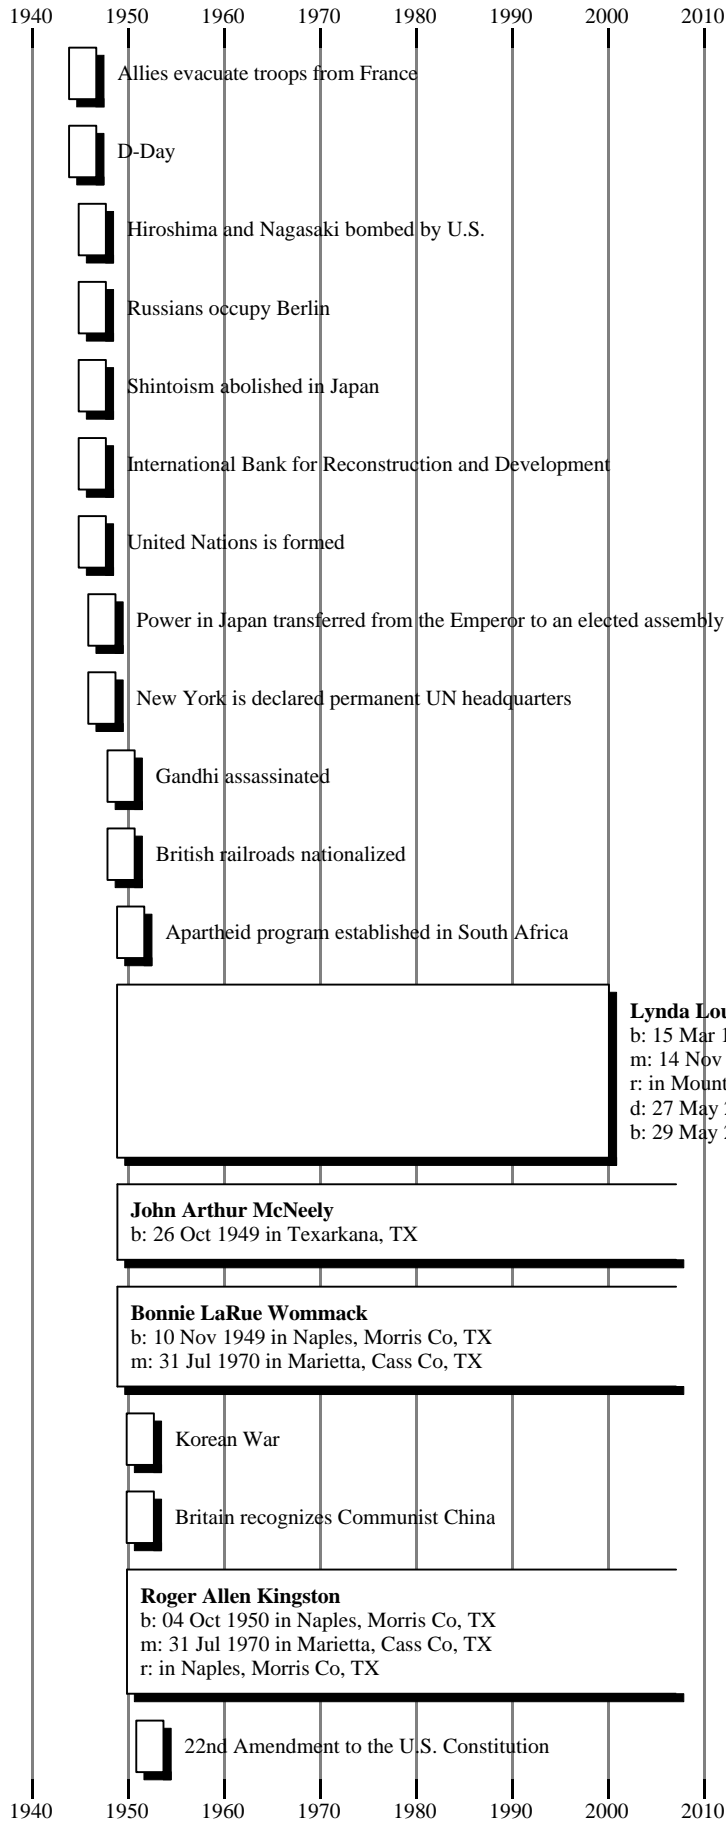 1940 1950 1960 1970 1980 1990 2000 2010
Allies evacuate troops from France
D-Day
Hiroshima and Nagasaki bombed by U.S.
Russians occupy Berlin
Shintoism abolished in Japan
International Bank for Reconstruction and Development
United Nations is formed
Power in Japan transferred from the Emperor to an elected assembly
New York is declared permanent UN headquarters
Gandhi assassinated
British railroads nationalized
Apartheid program established in South Africa
Lynda Lou
b: 15 Mar 1
m: 14 Nov
r: in Mount
d: 27 May 2
b: 29 May 2
John Arthur McNeely
b: 26 Oct 1949 in Texarkana, TX
Bonnie LaRue Wommack
b: 10 Nov 1949 in Naples, Morris Co, TX
m: 31 Jul 1970 in Marietta, Cass Co, TX
Korean War
Britain recognizes Communist China
Roger Allen Kingston
b: 04 Oct 1950 in Naples, Morris Co, TX
m: 31 Jul 1970 in Marietta, Cass Co, TX
r: in Naples, Morris Co, TX
22nd Amendment to the U.S. Constitution
1940 1950 1960 1970 1980 1990 2000 2010